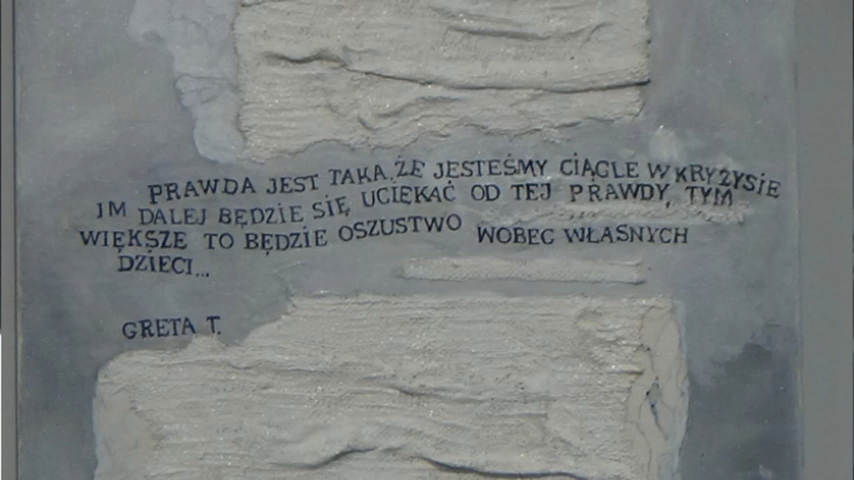 PRAWDA JEST TAKA, ŻE JESTEŚMY CIĄGLE W KRYZYSIE
IM DALEJ BĘDZIE SIĘ UCIEKAĆ OD TEJ PRAWDY, TYM
WIĘKSZE TO BĘDZIE OSZUSTWO WOBEC WŁASNYCH
DZIECI...
GRETA T.